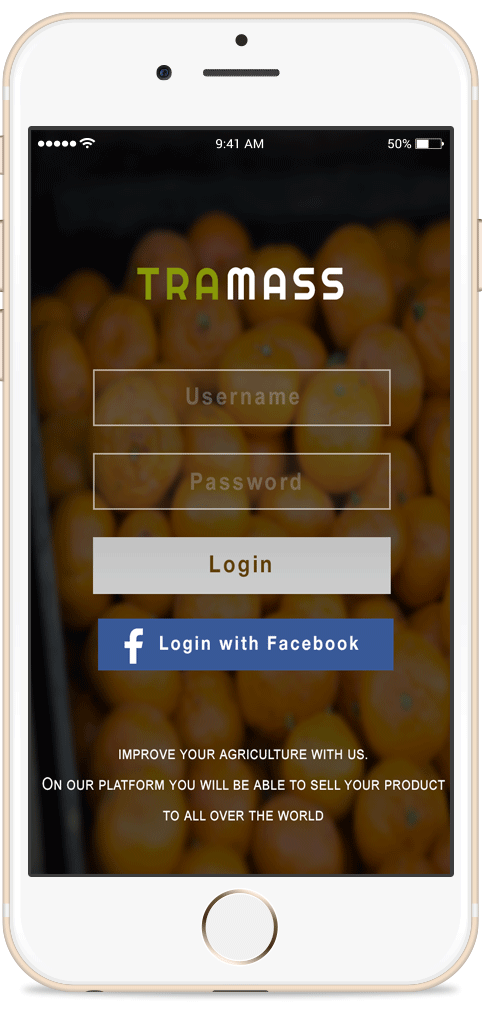 9:41 AM 50%
TRAMASS
Username
Password
Login
f Login with Facebook
IMPROVE YOUR AGRICULTURE WITH US.
ON OUR PLATFORM YOU WILL BE ABLE TO SELL YOUR PRODUCT
TO ALL OVER THE WORLD